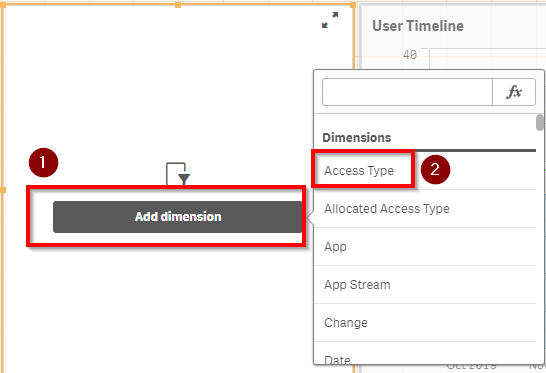 User Timeline
40
fx
1
Dimensions
Access Type
2
Allocated Access Type
Add dimension
App
App Stream
Change
Date
Oct 2019